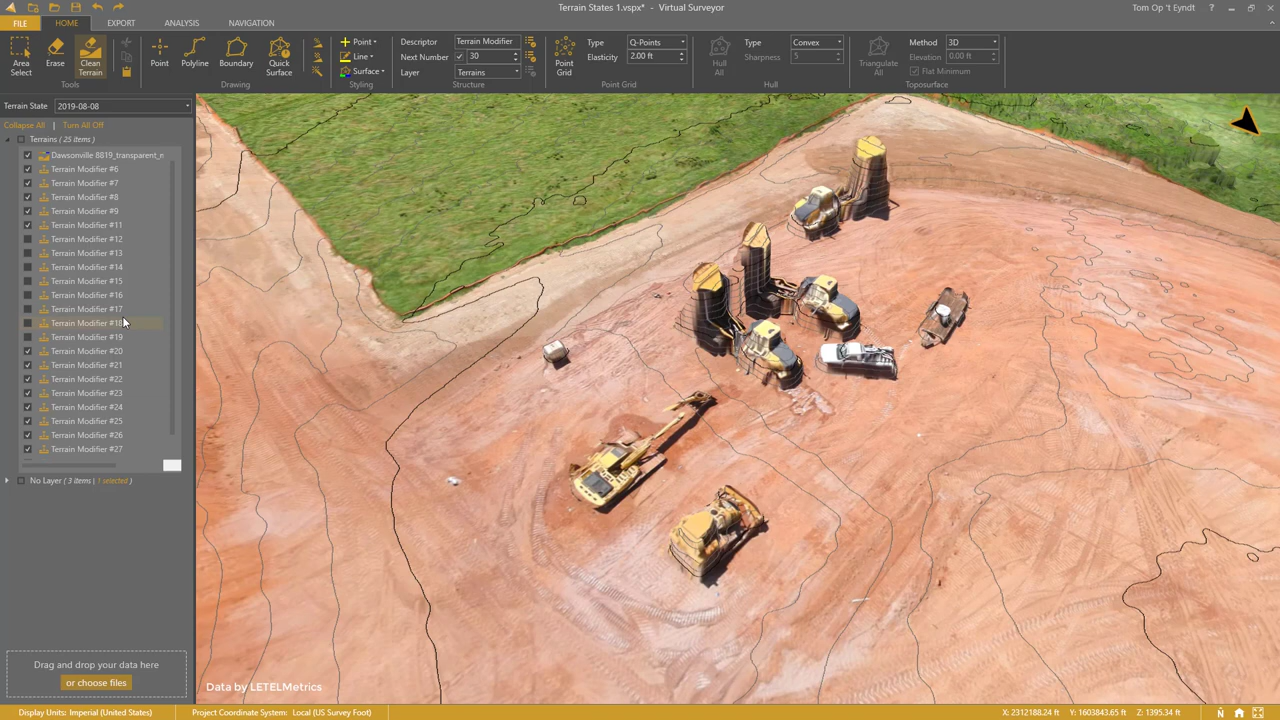 Terrain States 1.vspx* - Virtual Surveyor
Tom Op 't Eyndt
?
FILE
HOME
EXPORT
ANALYSIS
NAVIGATION
Area Select
Erase
Clean Terrain
Tools
Point
Polyline
Boundary
Quick Surface
Drawing
Point
Line
Surface
Styling
Descriptor
Terrain Modifier
Next Number
30
Layer
Terrains
Structure
Point Grid
Type
Q-Points
Elasticity
2.00 ft
Point Grid
Hull All
Type
Convex
Sharpness
5
Hull
Triangulate All
Method
3D
Elevation
0.00 ft
Flat Minimum
Toposurface
Terrain State
2019-08-08
Collapse All | Turn All Off
Terrains ( 25 items )
Dawsonville 8819_transparent_n
Terrain Modifier #6
Terrain Modifier #7
Terrain Modifier #8
Terrain Modifier #9
Terrain Modifier #11
Terrain Modifier #12
Terrain Modifier #13
Terrain Modifier #14
Terrain Modifier #15
Terrain Modifier #16
Terrain Modifier #17
Terrain Modifier #18
Terrain Modifier #19
Terrain Modifier #20
Terrain Modifier #21
Terrain Modifier #22
Terrain Modifier #23
Terrain Modifier #24
Terrain Modifier #25
Terrain Modifier #26
Terrain Modifier #27
No Layer ( 3 items | 1 selected )
Drag and drop your data here
or choose files
Data by LETELMetrics
Display Units: Imperial (United States)
Project Coordinate System: Local (US Survey Foot)
X: 2312188.24 ft
Y: 1603843.65 ft
Z: 1395.34 ft
N